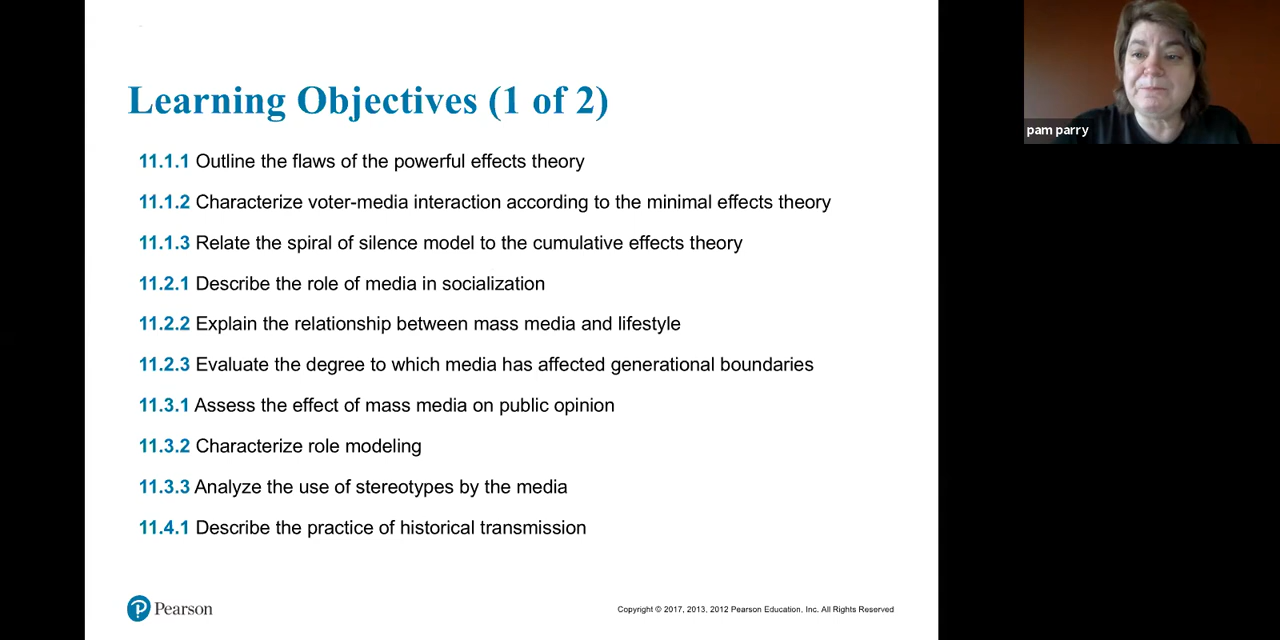 Learning Objectives (1 of 2)
11.1.1 Outline the flaws of the powerful effects theory
11.1.2 Characterize voter-media interaction according to the minimal effects theory
11.1.3 Relate the spiral of silence model to the cumulative effects theory
11.2.1 Describe the role of media in socialization
11.2.2 Explain the relationship between mass media and lifestyle
11.2.3 Evaluate the degree to which media has affected generational boundaries
11.3.1 Assess the effect of mass media on public opinion
11.3.2 Characterize role modeling
11.3.3 Analyze the use of stereotypes by the media
11.4.1 Describe the practice of historical transmission
Pearson
Copyright © 2017, 2013, 2012 Pearson Education, Inc. All Rights Reserved
pam parry